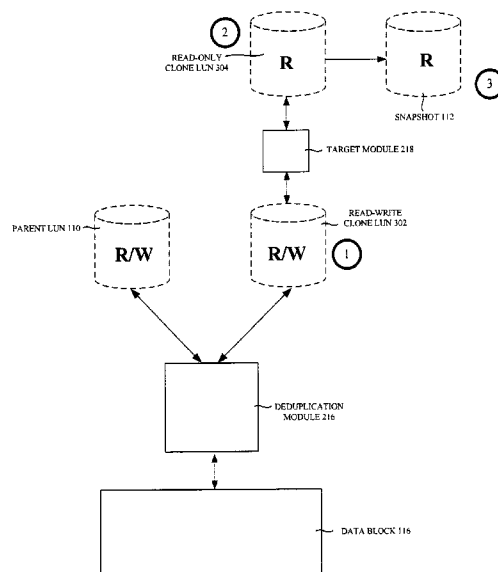 2
READ-ONLY
CLONE LUN 304
R
R
3
SNAPSHOT 112
TARGET MODULE 218
PARENT LUN 110
READ-WRITE
CLONE LUN 302
R/W
R/W
1
DEDUPLICATION
MODULE 216
DATA BLOCK 116